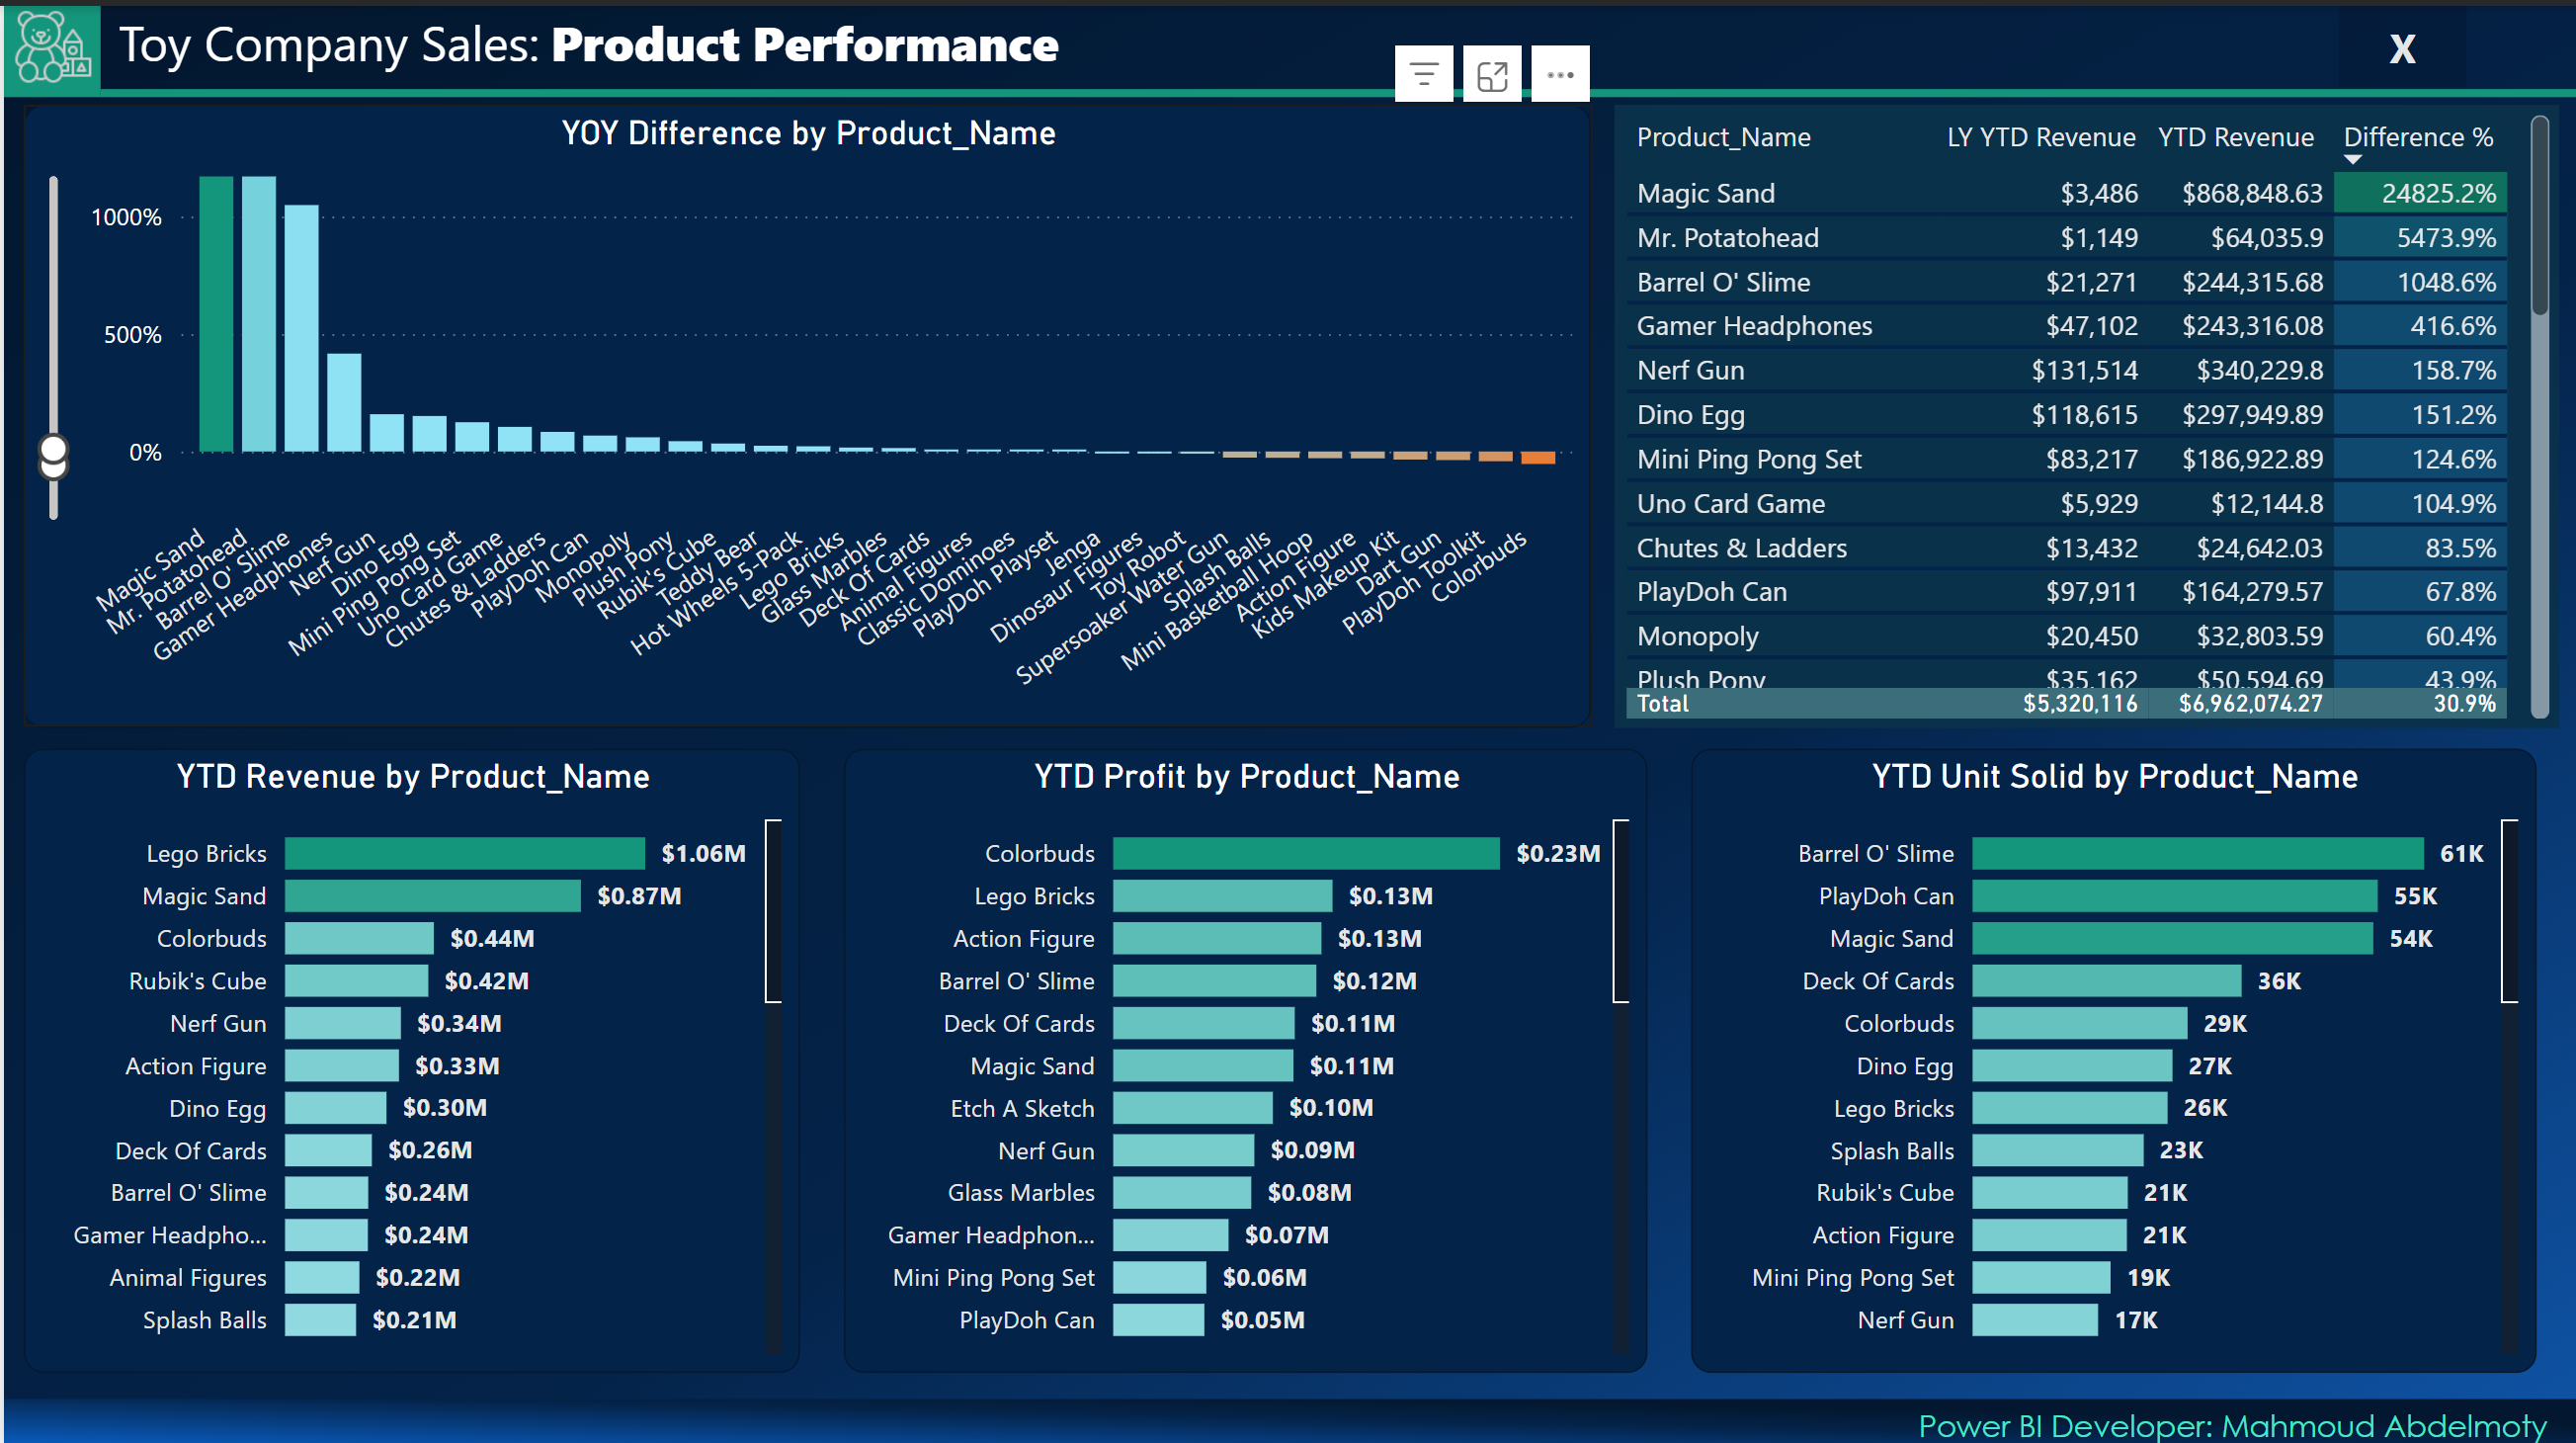 Toy Company Sales: Product Performance
X
YOY Difference by Product_Name
1000%
500%
0%
Magic Sand
Mr. Potatohead
Barrel O' Slime
Gamer Headphones
Nerf Gun
Dino Egg
Mini Ping Pong Set
Uno Card Game
Chutes & Ladders
PlayDoh Can
Monopoly
Plush Pony
Rubik's Cube
Teddy Bear
Hot Wheels 5-Pack
Lego Bricks
Glass Marbles
Deck Of Cards
Animal Figures
Classic Dominoes
PlayDoh Playset
Jenga
Dinosaur Figures
Toy Robot
Supersoaker Water Gun
Splash Balls
Mini Basketball Hoop
Action Figure
Kids Makeup Kit
Dart Gun
PlayDoh Toolkit
Colorbuds
Product_Name LY YTD Revenue YTD Revenue Difference %
Magic Sand $3,486 $868,848.63 24825.2%
Mr. Potatohead $1,149 $64,035.9 5473.9%
Barrel O' Slime $21,271 $244,315.68 1048.6%
Gamer Headphones $47,102 $243,316.08 416.6%
Nerf Gun $131,514 $340,229.8 158.7%
Dino Egg $118,615 $297,949.89 151.2%
Mini Ping Pong Set $83,217 $186,922.89 124.6%
Uno Card Game $5,929 $12,144.8 104.9%
Chutes & Ladders $13,432 $24,642.03 83.5%
PlayDoh Can $97,911 $164,279.57 67.8%
Monopoly $20,450 $32,803.59 60.4%
Plush Pony $35,162 $50,594.69 43.9%
Total $5,320,116 $6,962,074.27 30.9%
YTD Revenue by Product_Name
Lego Bricks $1.06M
Magic Sand $0.87M
Colorbuds $0.44M
Rubik's Cube $0.42M
Nerf Gun $0.34M
Action Figure $0.33M
Dino Egg $0.30M
Deck Of Cards $0.26M
Barrel O' Slime $0.24M
Gamer Headpho... $0.24M
Animal Figures $0.22M
Splash Balls $0.21M
YTD Profit by Product_Name
Colorbuds $0.23M
Lego Bricks $0.13M
Action Figure $0.13M
Barrel O' Slime $0.12M
Deck Of Cards $0.11M
Magic Sand $0.11M
Etch A Sketch $0.10M
Nerf Gun $0.09M
Glass Marbles $0.08M
Gamer Headphon... $0.07M
Mini Ping Pong Set $0.06M
PlayDoh Can $0.05M
YTD Unit Solid by Product_Name
Barrel O' Slime 61K
PlayDoh Can 55K
Magic Sand 54K
Deck Of Cards 36K
Colorbuds 29K
Dino Egg 27K
Lego Bricks 26K
Splash Balls 23K
Rubik's Cube 21K
Action Figure 21K
Mini Ping Pong Set 19K
Nerf Gun 17K
Power BI Developer: Mahmoud Abdelmoty